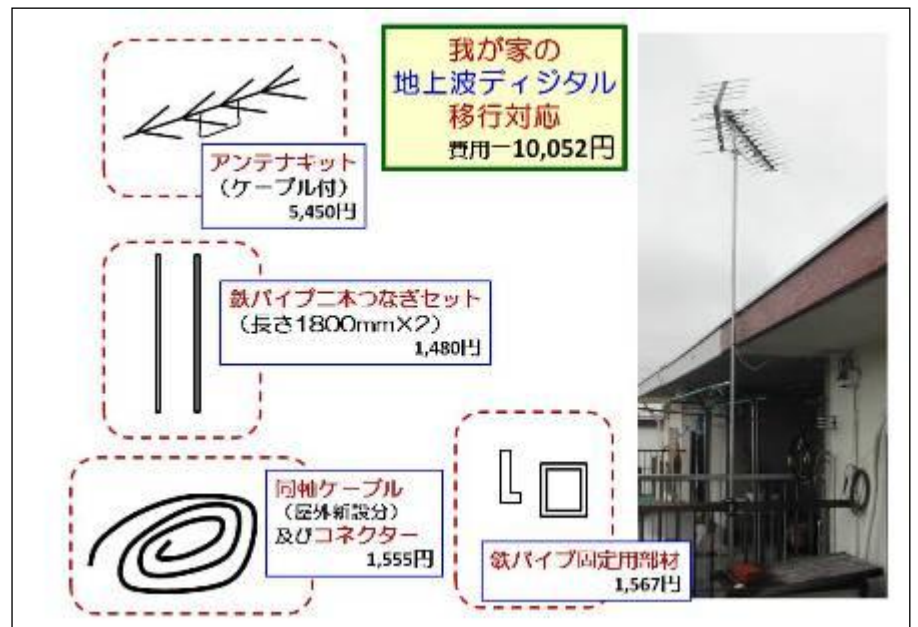 我が家の
地上波ディジタル
移行対応
費用ー10,052円
アンテナキット
(ケーブル付)
5,450円
鉄パイプ二本つなぎセット
(長さ1800mm×2)
1,480円
同軸ケーブル
(屋外新設分)
及びコネクター
1,555円
鉄パイプ固定用部材
1,567円